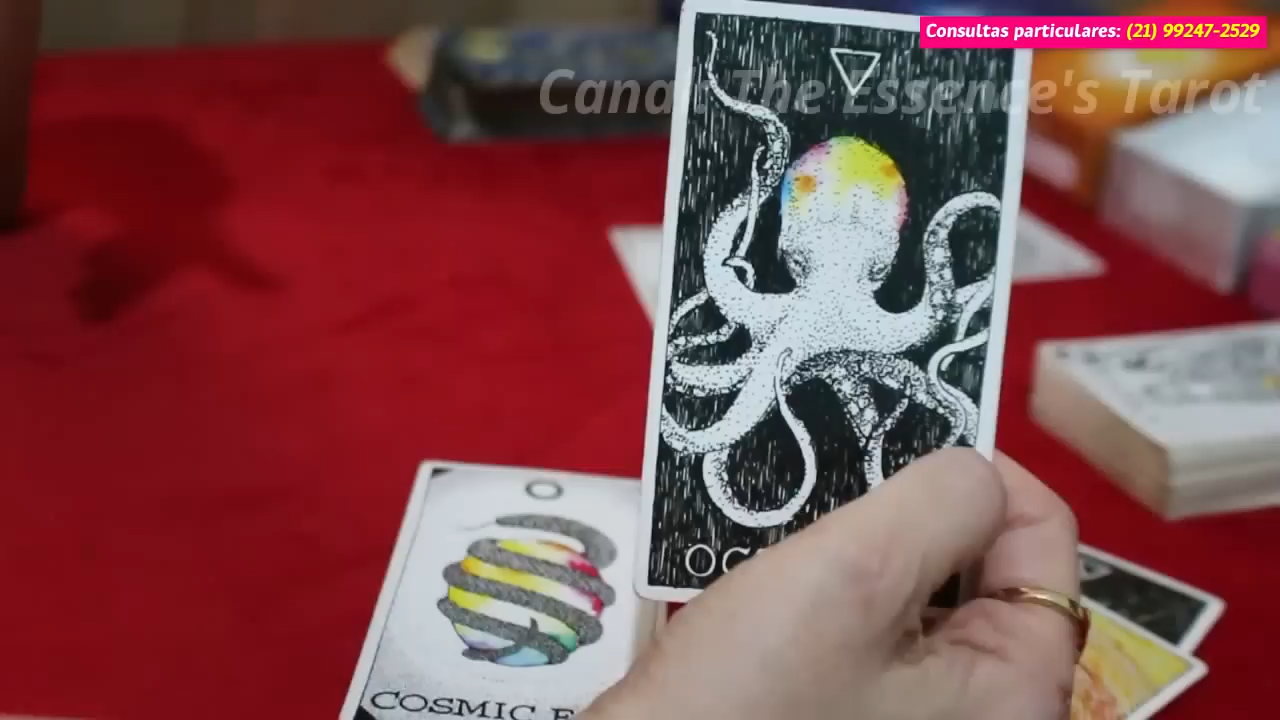 Consultas particulares: (21) 99247-2529
Canal: The Essence's Tarot
COSMIC